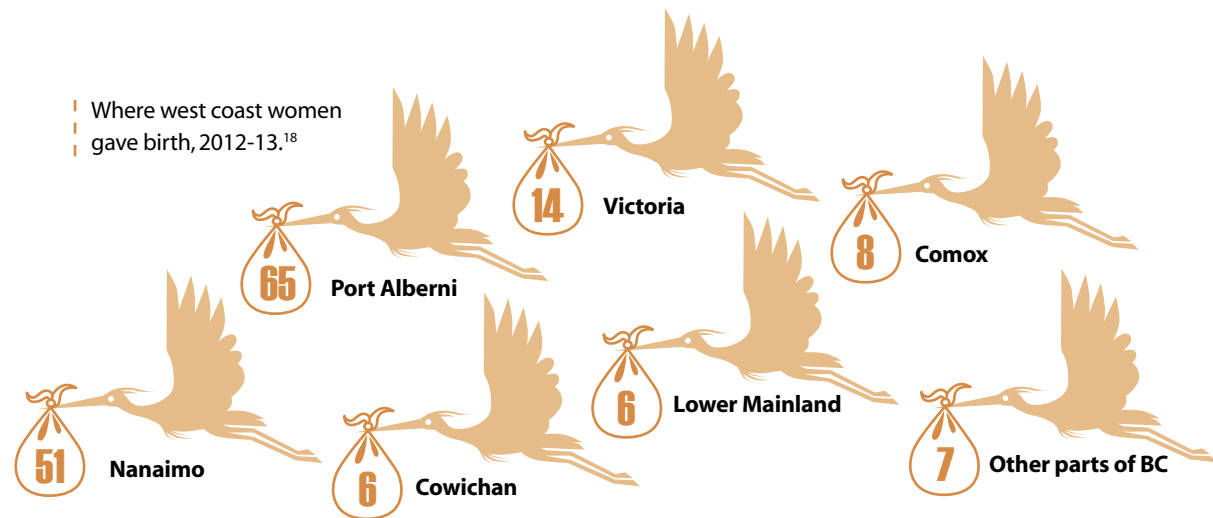 Where west coast women
gave birth, 2012-13.18
14
Victoria
8
Comox
65
Port Alberni
6
Lower Mainland
51
Nanaimo
6
Cowichan
7
Other parts of BC